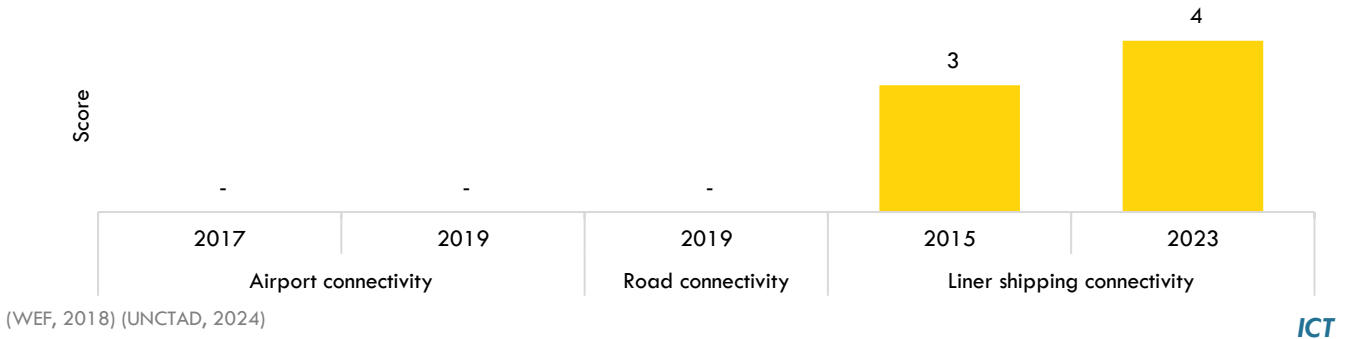 4
3
Score
- - -
2017 2019 2019 2015 2023
Airport connectivity Road connectivity Liner shipping connectivity
(WEF, 2018) (UNCTAD, 2024)
ICT